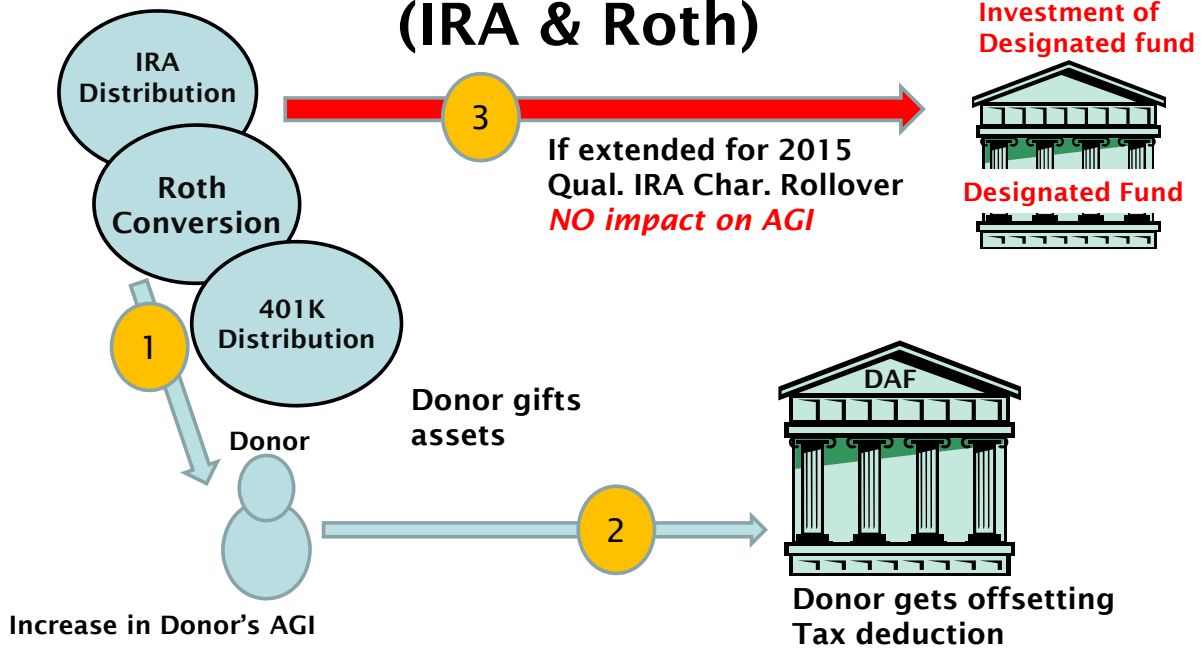 (IRA & Roth)
Investment of
Designated fund
IRA
Distribution
3
If extended for 2015
Qual. IRA Char. Rollover
NO impact on AGI
Designated Fund
Roth
Conversion
401K
Distribution
1
Donor gifts
assets
DAF
Donor
2
Increase in Donor’s AGI
Donor gets offsetting
Tax deduction